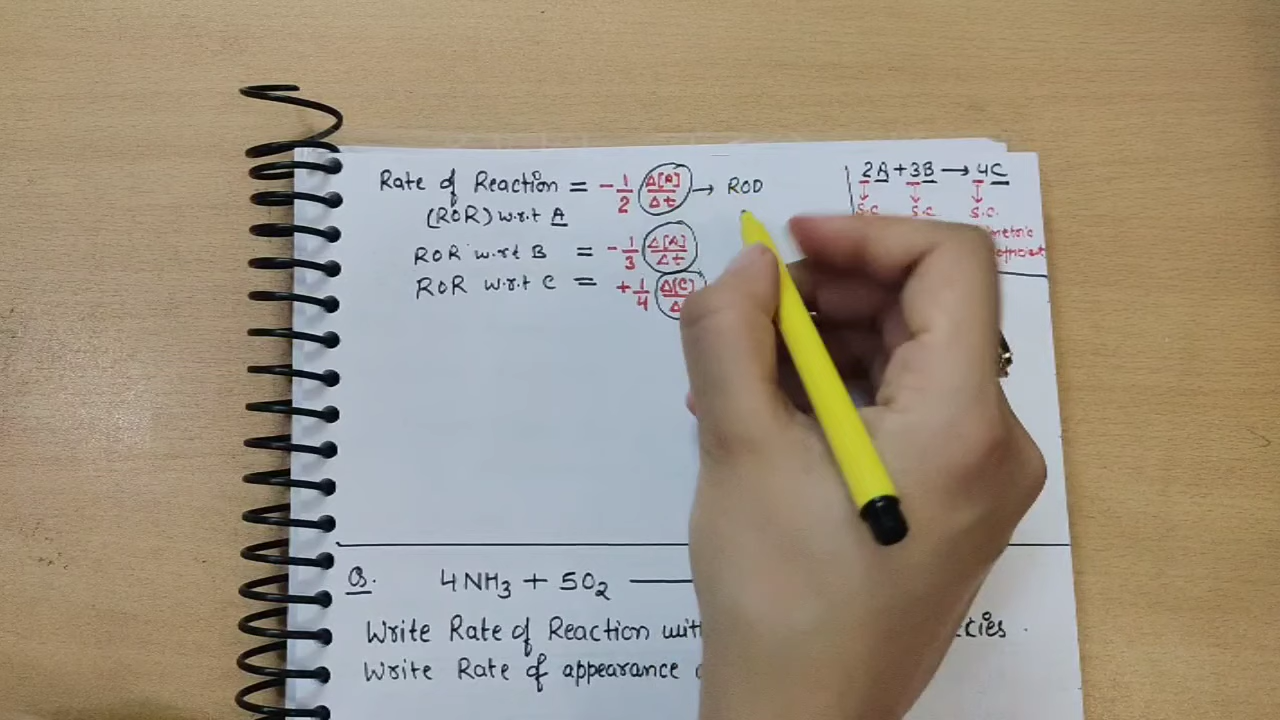 Rate of Reaction = -1/2 Δ[A]/Δt → ROD
(ROR) w.r.t A
ROR w.r.t B = -1/3 Δ[A]/Δt
ROR w.r.t C = +1/4 Δ[C]/Δ
2A + 3B → 4C
S.C. S.C. S.C.
Q. 4NH3 + 5O2
Write Rate of Reaction
Write Rate of appearance